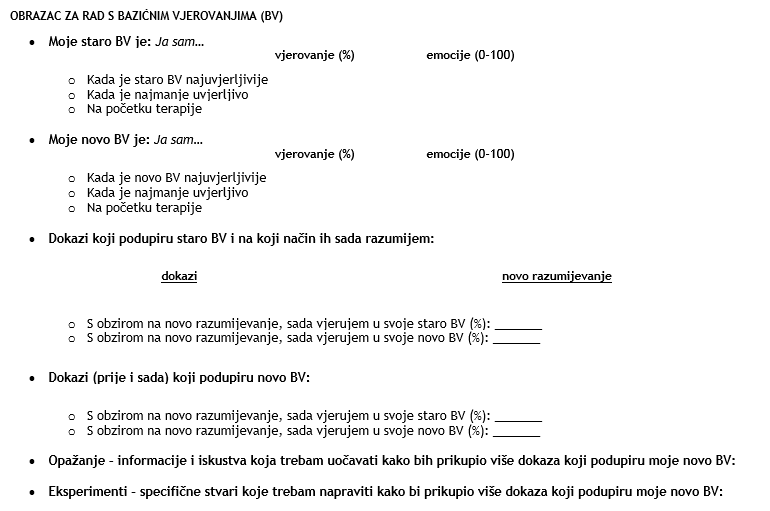 OBRAZAC ZA RAD S BAZIČNIM VJEROVANJIMA (BV)
• Moje staro BV je: Ja sam…
vjerovanje (%) emocije (0-100)
o Kada je staro BV najuvjerljivije
o Kada je najmanje uvjerljivo
o Na početku terapije
• Moje novo BV je: Ja sam…
vjerovanje (%) emocije (0-100)
o Kada je novo BV najuvjerljivije
o Kada je najmanje uvjerljivo
o Na početku terapije
• Dokazi koji podupiru staro BV i na koji način ih sada razumijem:
dokazi novo razumijevanje
o S obzirom na novo razumijevanje, sada vjerujem u svoje staro BV (%): _______
o S obzirom na novo razumijevanje, sada vjerujem u svoje novo BV (%): _______
• Dokazi (prije i sada) koji podupiru novo BV:
o S obzirom na novo razumijevanje, sada vjerujem u svoje staro BV (%): _______
o S obzirom na novo razumijevanje, sada vjerujem u svoje novo BV (%): _______
• Opažanje – informacije i iskustva koja trebam uočavati kako bih prikupio više dokaza koji podupiru moje novo BV:
• Eksperimenti – specifične stvari koje trebam napraviti kako bi prikupio više dokaza koji podupiru moje novo BV: